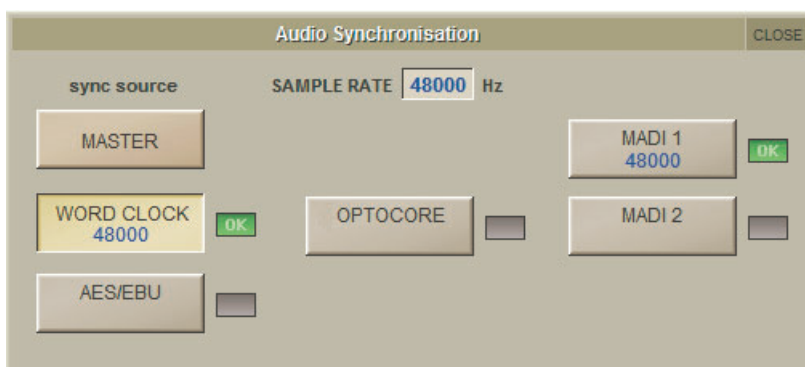 Audio Synchronisation CLOSE
sync source SAMPLE RATE 48000 Hz
MASTER
MADI 1
48000
OK
WORD CLOCK
48000
OK
OPTOCORE
MADI 2
AES/EBU